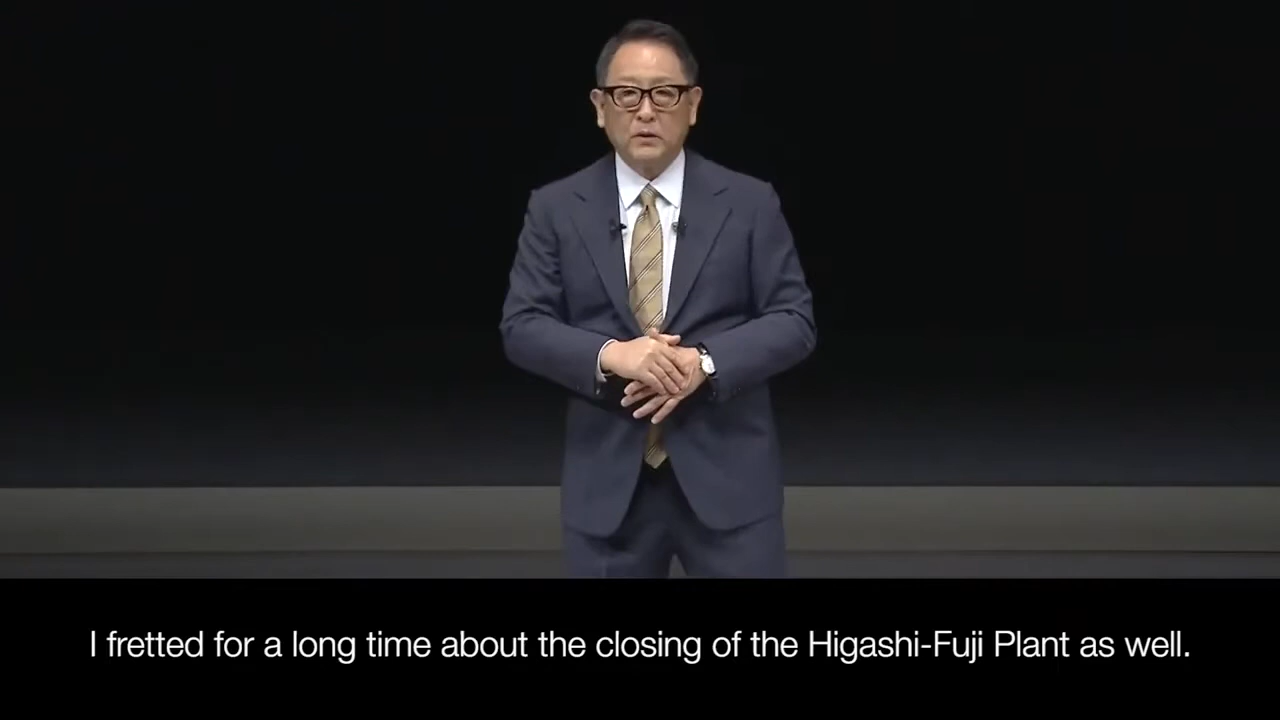 I fretted for a long time about the closing of the Higashi-Fuji Plant as well.